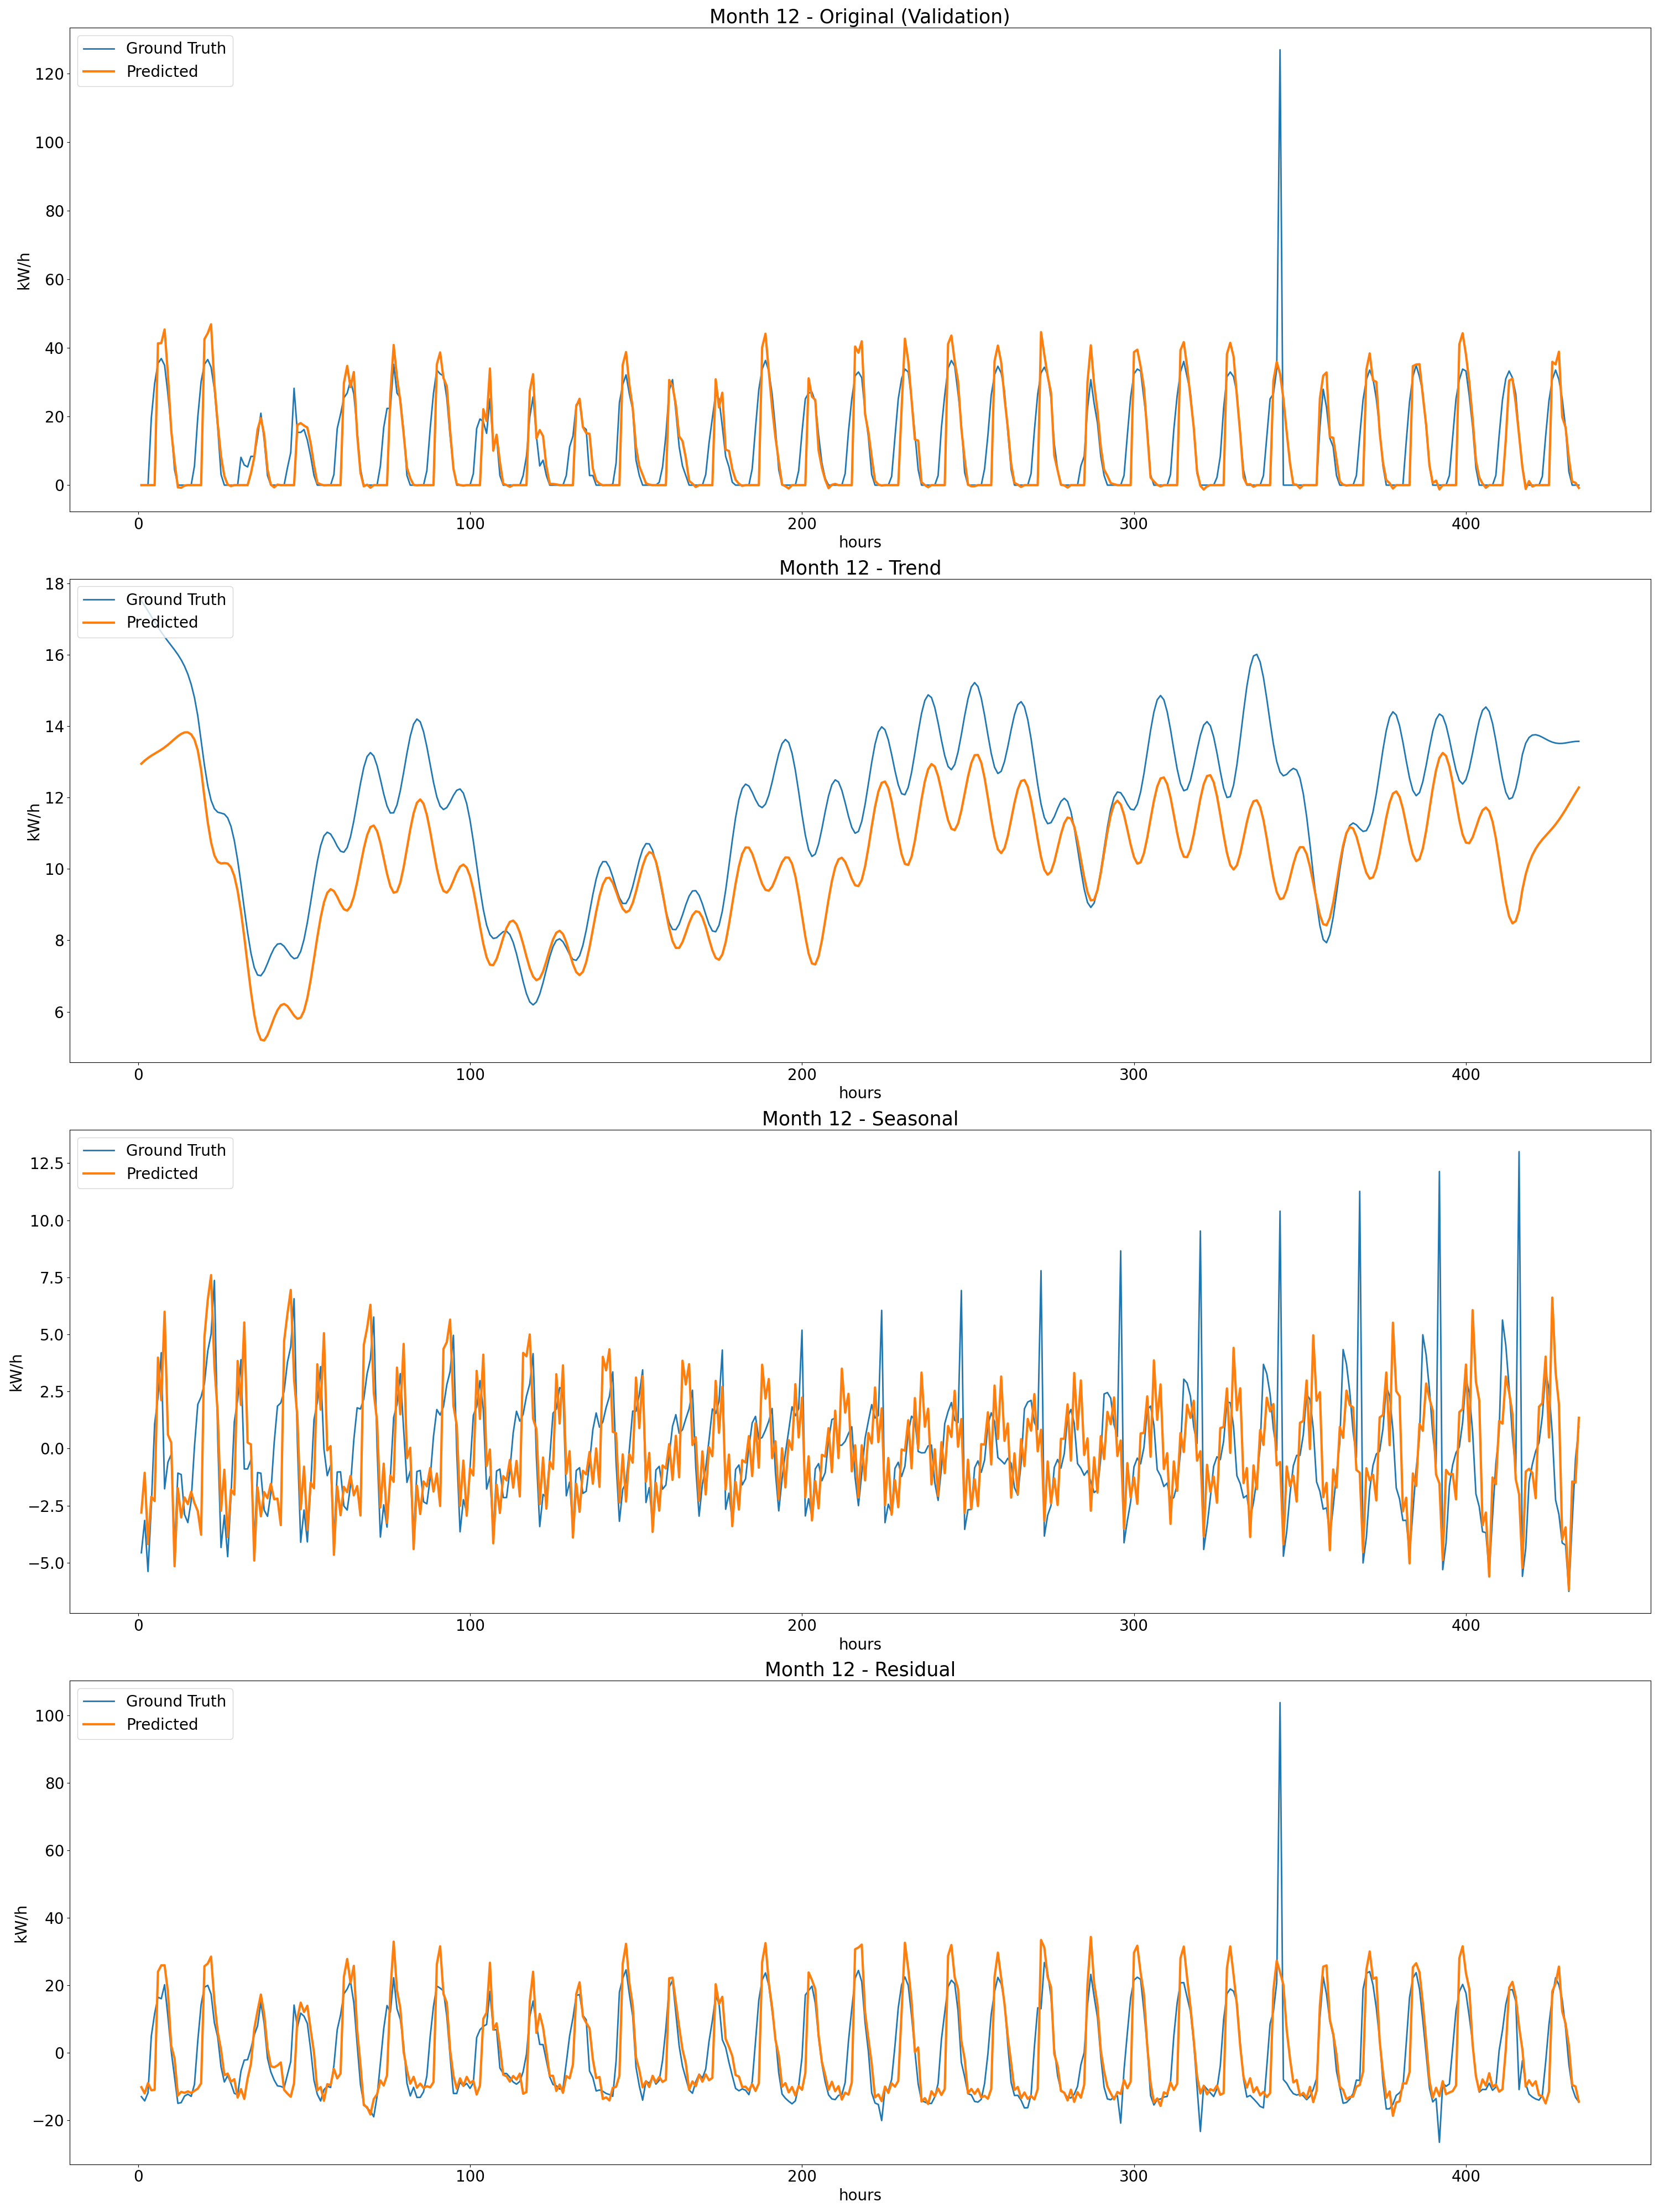 Month 12 - Original (Validation)
Ground Truth
Predicted
120
100
80
60
40
20
0
kW/h
0 100 200 300 400
hours
Month 12 - Trend
Ground Truth
Predicted
18
16
14
12
10
8
6
kW/h
0 100 200 300 400
hours
Month 12 - Seasonal
Ground Truth
Predicted
12.5
10.0
7.5
5.0
2.5
0.0
−2.5
−5.0
kW/h
0 100 200 300 400
hours
Month 12 - Residual
Ground Truth
Predicted
100
80
60
40
20
0
−20
kW/h
0 100 200 300 400
hours